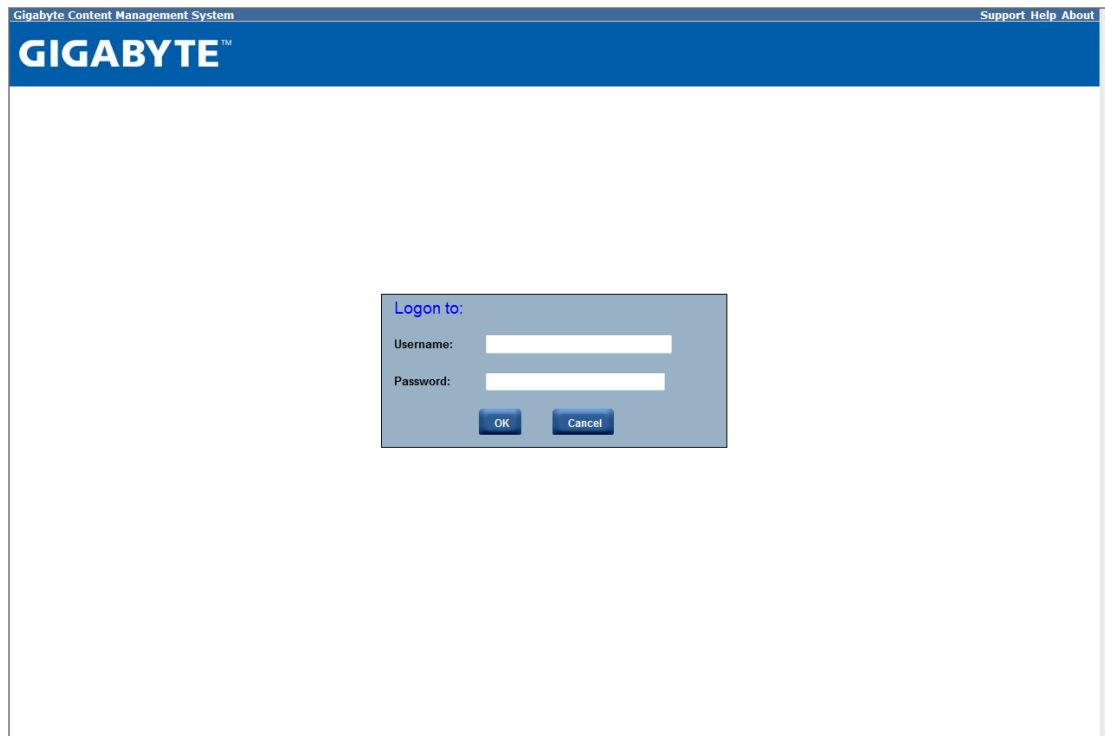 Gigabyte Content Management System Support Help About
GIGABYTE™
Logon to:
Username:
Password:
OK Cancel